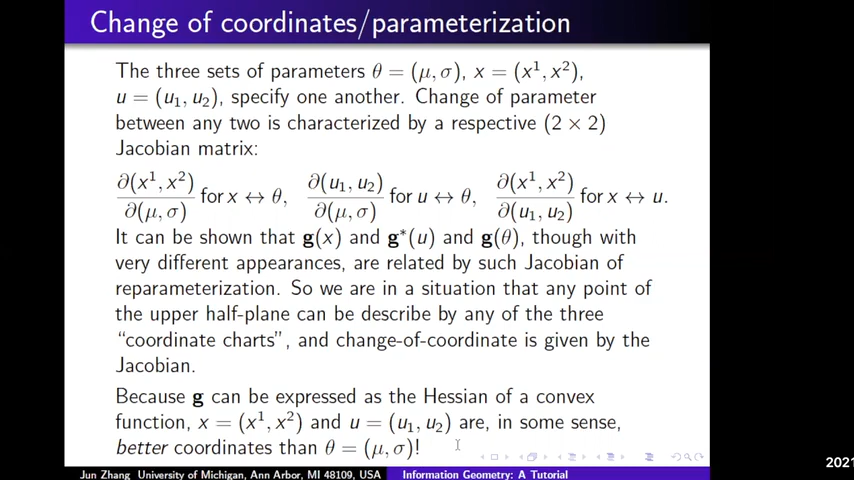 Change of coordinates/parameterization
The three sets of parameters θ = (μ, σ), x = (x¹, x²),
u = (u₁, u₂), specify one another. Change of parameter
between any two is characterized by a respective (2 × 2)
Jacobian matrix:
∂(x¹, x²)/∂(μ, σ) for x ↔ θ, ∂(u₁, u₂)/∂(μ, σ) for u ↔ θ, ∂(x¹, x²)/∂(u₁, u₂) for x ↔ u.
It can be shown that g(x) and g*(u) and g(θ), though with
very different appearances, are related by such Jacobian of
reparameterization. So we are in a situation that any point of
the upper half-plane can be describe by any of the three
“coordinate charts”, and change-of-coordinate is given by the
Jacobian.
Because g can be expressed as the Hessian of a convex
function, x = (x¹, x²) and u = (u₁, u₂) are, in some sense,
better coordinates than θ = (μ, σ)!
Jun Zhang University of Michigan, Ann Arbor, MI 48109, USA Information Geometry: A Tutorial
2021